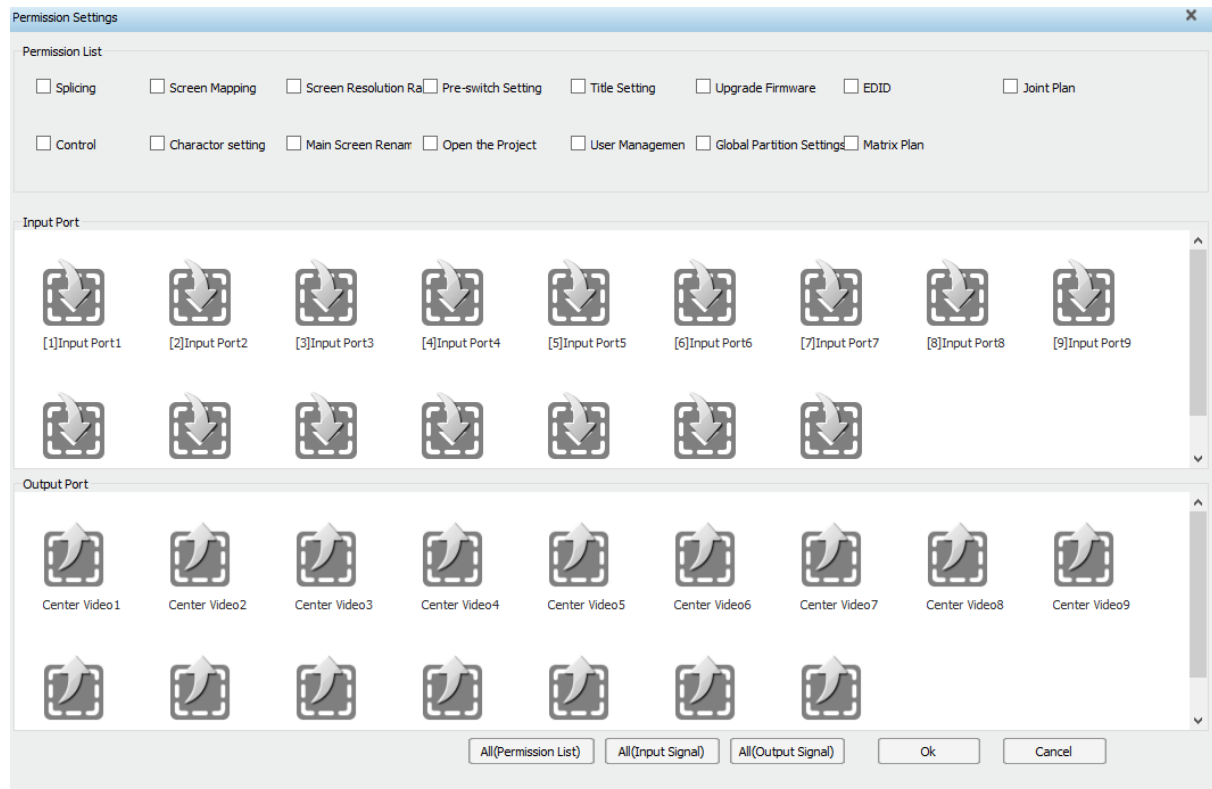 Permission Settings
Permission List
Splicing Screen Mapping Screen Resolution Ra Pre-switch Setting Title Setting Upgrade Firmware EDID Joint Plan
Control Charactor setting Main Screen Renam Open the Project User Managemen Global Partition Settings Matrix Plan
Input Port
[1]Input Port1 [2]Input Port2 [3]Input Port3 [4]Input Port4 [5]Input Port5 [6]Input Port6 [7]Input Port7 [8]Input Port8 [9]Input Port9
Output Port
Center Video1 Center Video2 Center Video3 Center Video4 Center Video5 Center Video6 Center Video7 Center Video8 Center Video9
All(Permission List) All(Input Signal) All(Output Signal) Ok Cancel